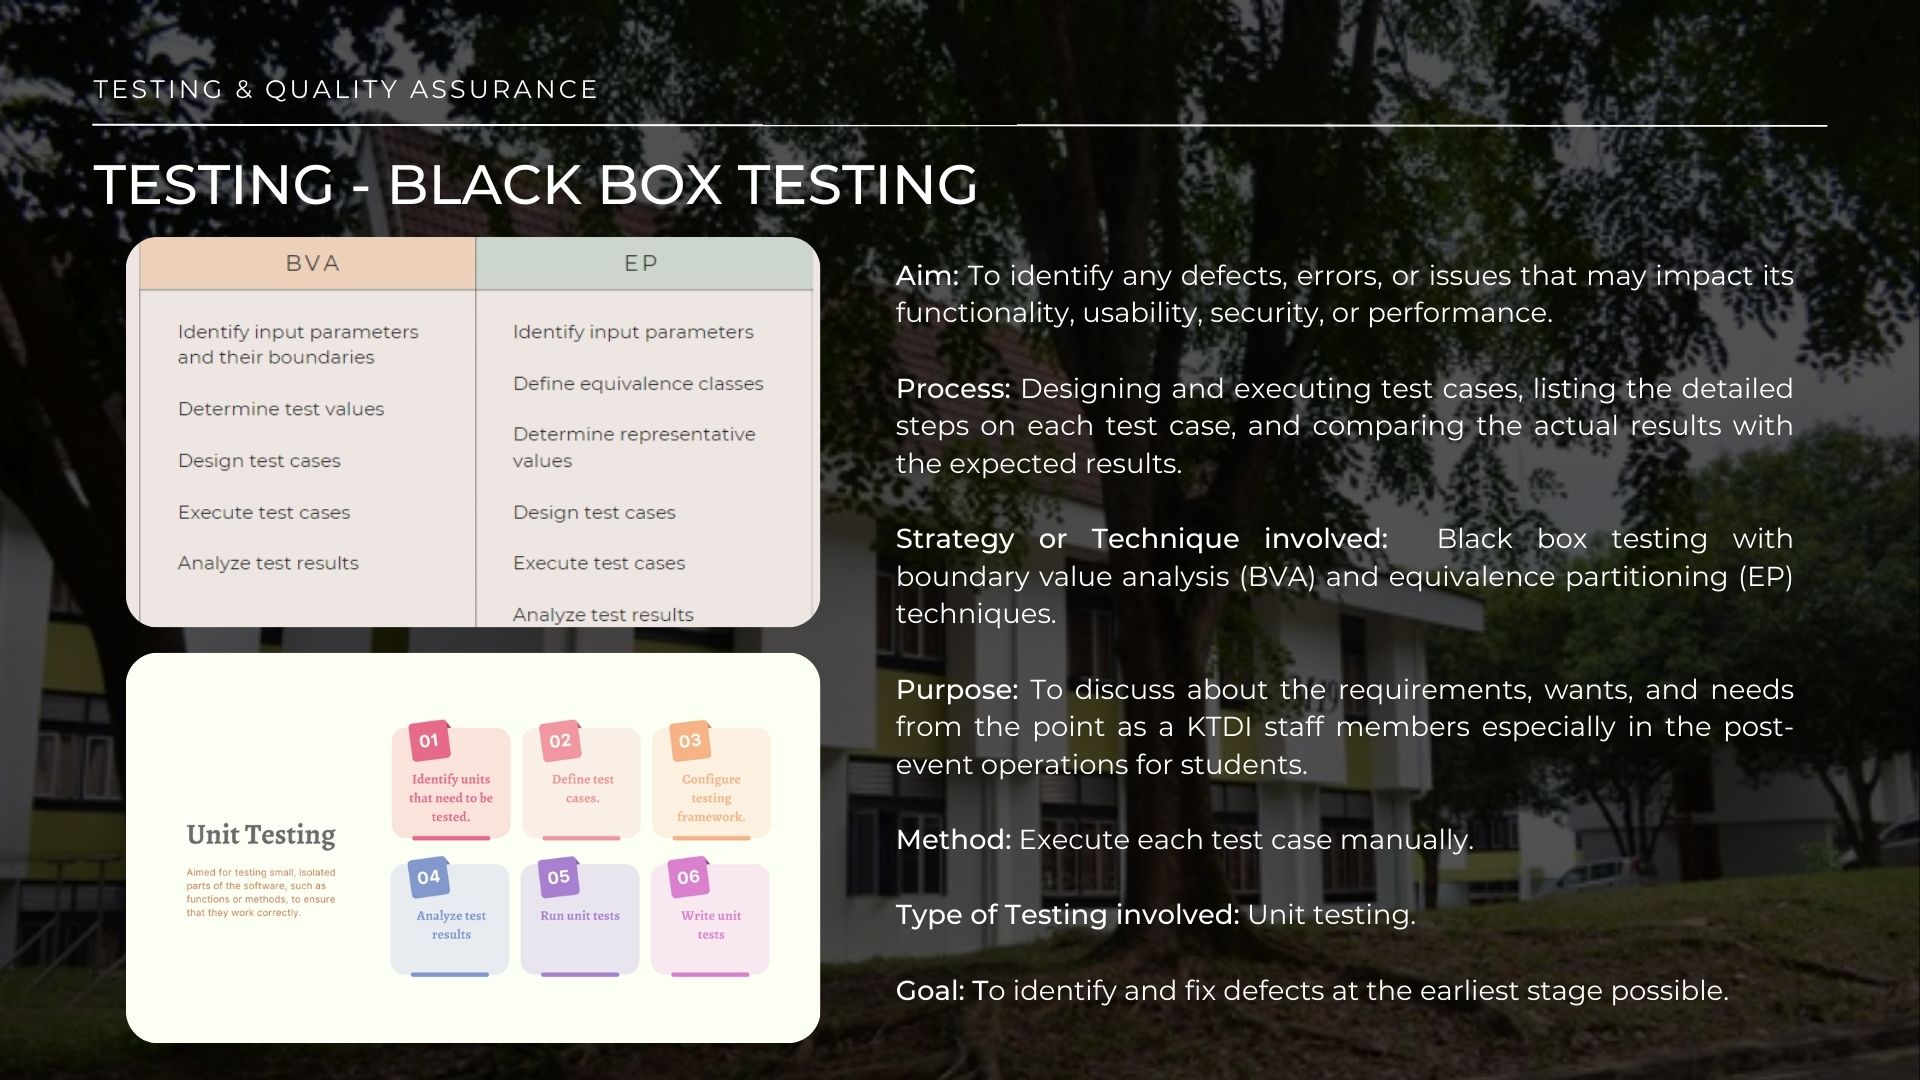 TESTING & QUALITY ASSURANCE
TESTING - BLACK BOX TESTING
BVA
Identify input parameters
and their boundaries
Determine test values
Design test cases
Execute test cases
Analyze test results
EP
Identify input parameters
Define equivalence classes
Determine representative
values
Design test cases
Execute test cases
Analyze test results
Unit Testing
Aimed for testing small, isolated
parts of the software, such as
functions or methods, to ensure
that they work correctly.
01
Identify units
that need to be
tested.
02
Define test
cases.
03
Configure
testing
framework.
04
Analyze test
results
05
Run unit tests
06
Write unit
tests
Aim: To identify any defects, errors, or issues that may impact its
functionality, usability, security, or performance.
Process: Designing and executing test cases, listing the detailed
steps on each test case, and comparing the actual results with
the expected results.
Strategy or Technique involved: Black box testing with
boundary value analysis (BVA) and equivalence partitioning (EP)
techniques.
Purpose: To discuss about the requirements, wants, and needs
from the point as a KTDI staff members especially in the post-
event operations for students.
Method: Execute each test case manually.
Type of Testing involved: Unit testing.
Goal: To identify and fix defects at the earliest stage possible.